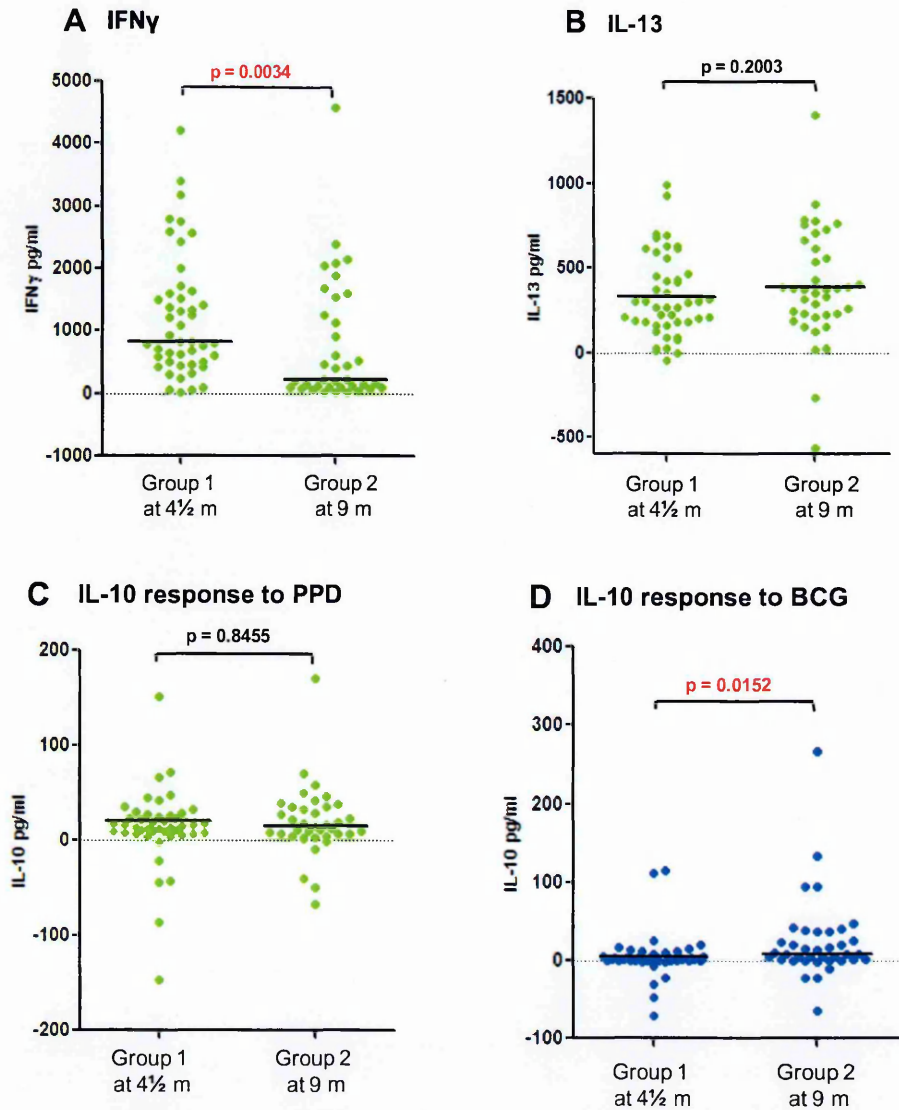 A IFNγ
p = 0.0034
5000
4000
3000
2000
1000
0
-1000
IFNγ pg/ml
Group 1
at 4½ m
Group 2
at 9 m
B IL-13
p = 0.2003
1500
1000
500
0
-500
IL-13 pg/ml
Group 1
at 4½ m
Group 2
at 9 m
C IL-10 response to PPD
p = 0.8455
200
100
0
-100
-200
IL-10 pg/ml
Group 1
at 4½ m
Group 2
at 9 m
D IL-10 response to BCG
p = 0.0152
400
300
200
100
0
-100
IL-10 pg/ml
Group 1
at 4½ m
Group 2
at 9 m